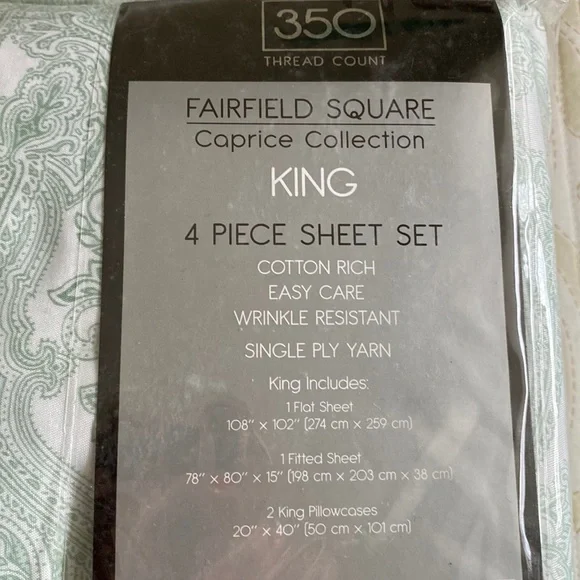 350
THREAD COUNT
FAIRFIELD SQUARE
Caprice Collection
KING
4 PIECE SHEET SET
COTTON RICH
EASY CARE
WRINKLE RESISTANT
SINGLE PLY YARN
King Includes:
1 Flat Sheet
108" x 102" (274 cm x 259 cm)
1 Fitted Sheet
78" x 80" x 15" (198 cm x 203 cm x 38 cm)
2 King Pillowcases
20" x 40" (50 cm x 101 cm)